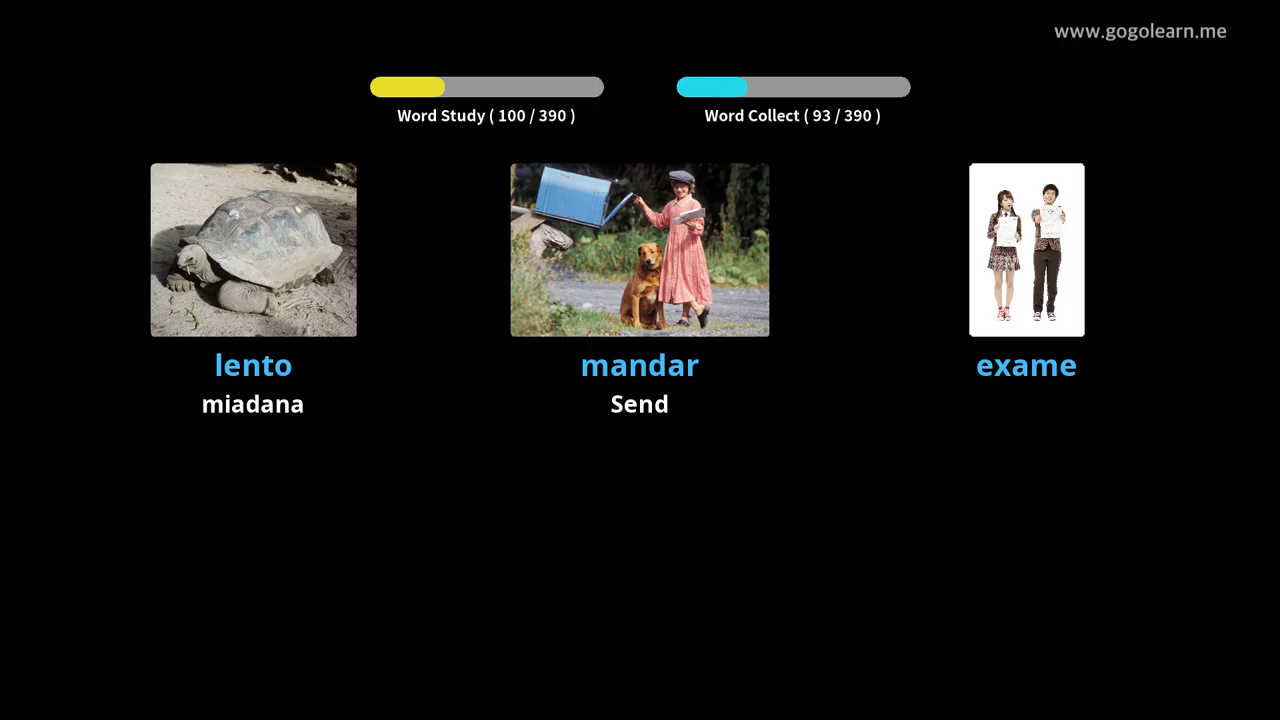 www.gogolearn.me
Word Study ( 100 / 390 )
Word Collect ( 93 / 390 )
lento
mandar
exame
miadana
Send